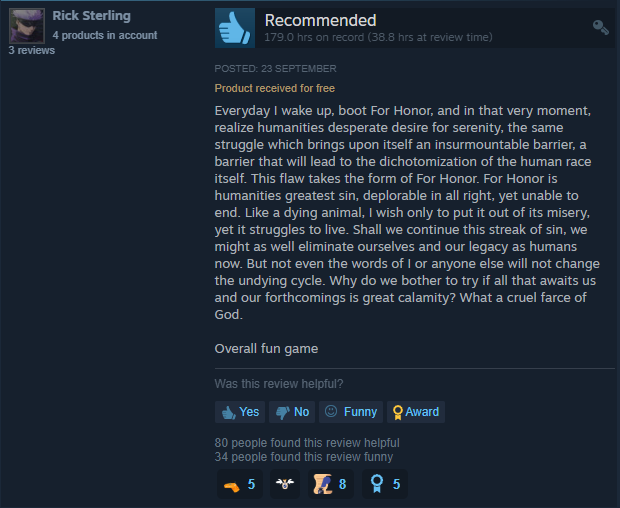 Rick Sterling
4 products in account
3 reviews
Recommended
179.0 hrs on record (38.8 hrs at review time)
POSTED: 23 SEPTEMBER
Product received for free
Everyday I wake up, boot For Honor, and in that very moment,
realize humanities desperate desire for serenity, the same
struggle which brings upon itself an insurmountable barrier, a
barrier that will lead to the dichotomization of the human race
itself. This flaw takes the form of For Honor. For Honor is
humanities greatest sin, deplorable in all right, yet unable to
end. Like a dying animal, I wish only to put it out of its misery,
yet it struggles to live. Shall we continue this streak of sin, we
might as well eliminate ourselves and our legacy as humans
now. But not even the words of I or anyone else will not change
the undying cycle. Why do we bother to try if all that awaits us
and our forthcomings is great calamity? What a cruel farce of
God.
Overall fun game
Was this review helpful?
Yes No Funny Award
80 people found this review helpful
34 people found this review funny
5 8 5